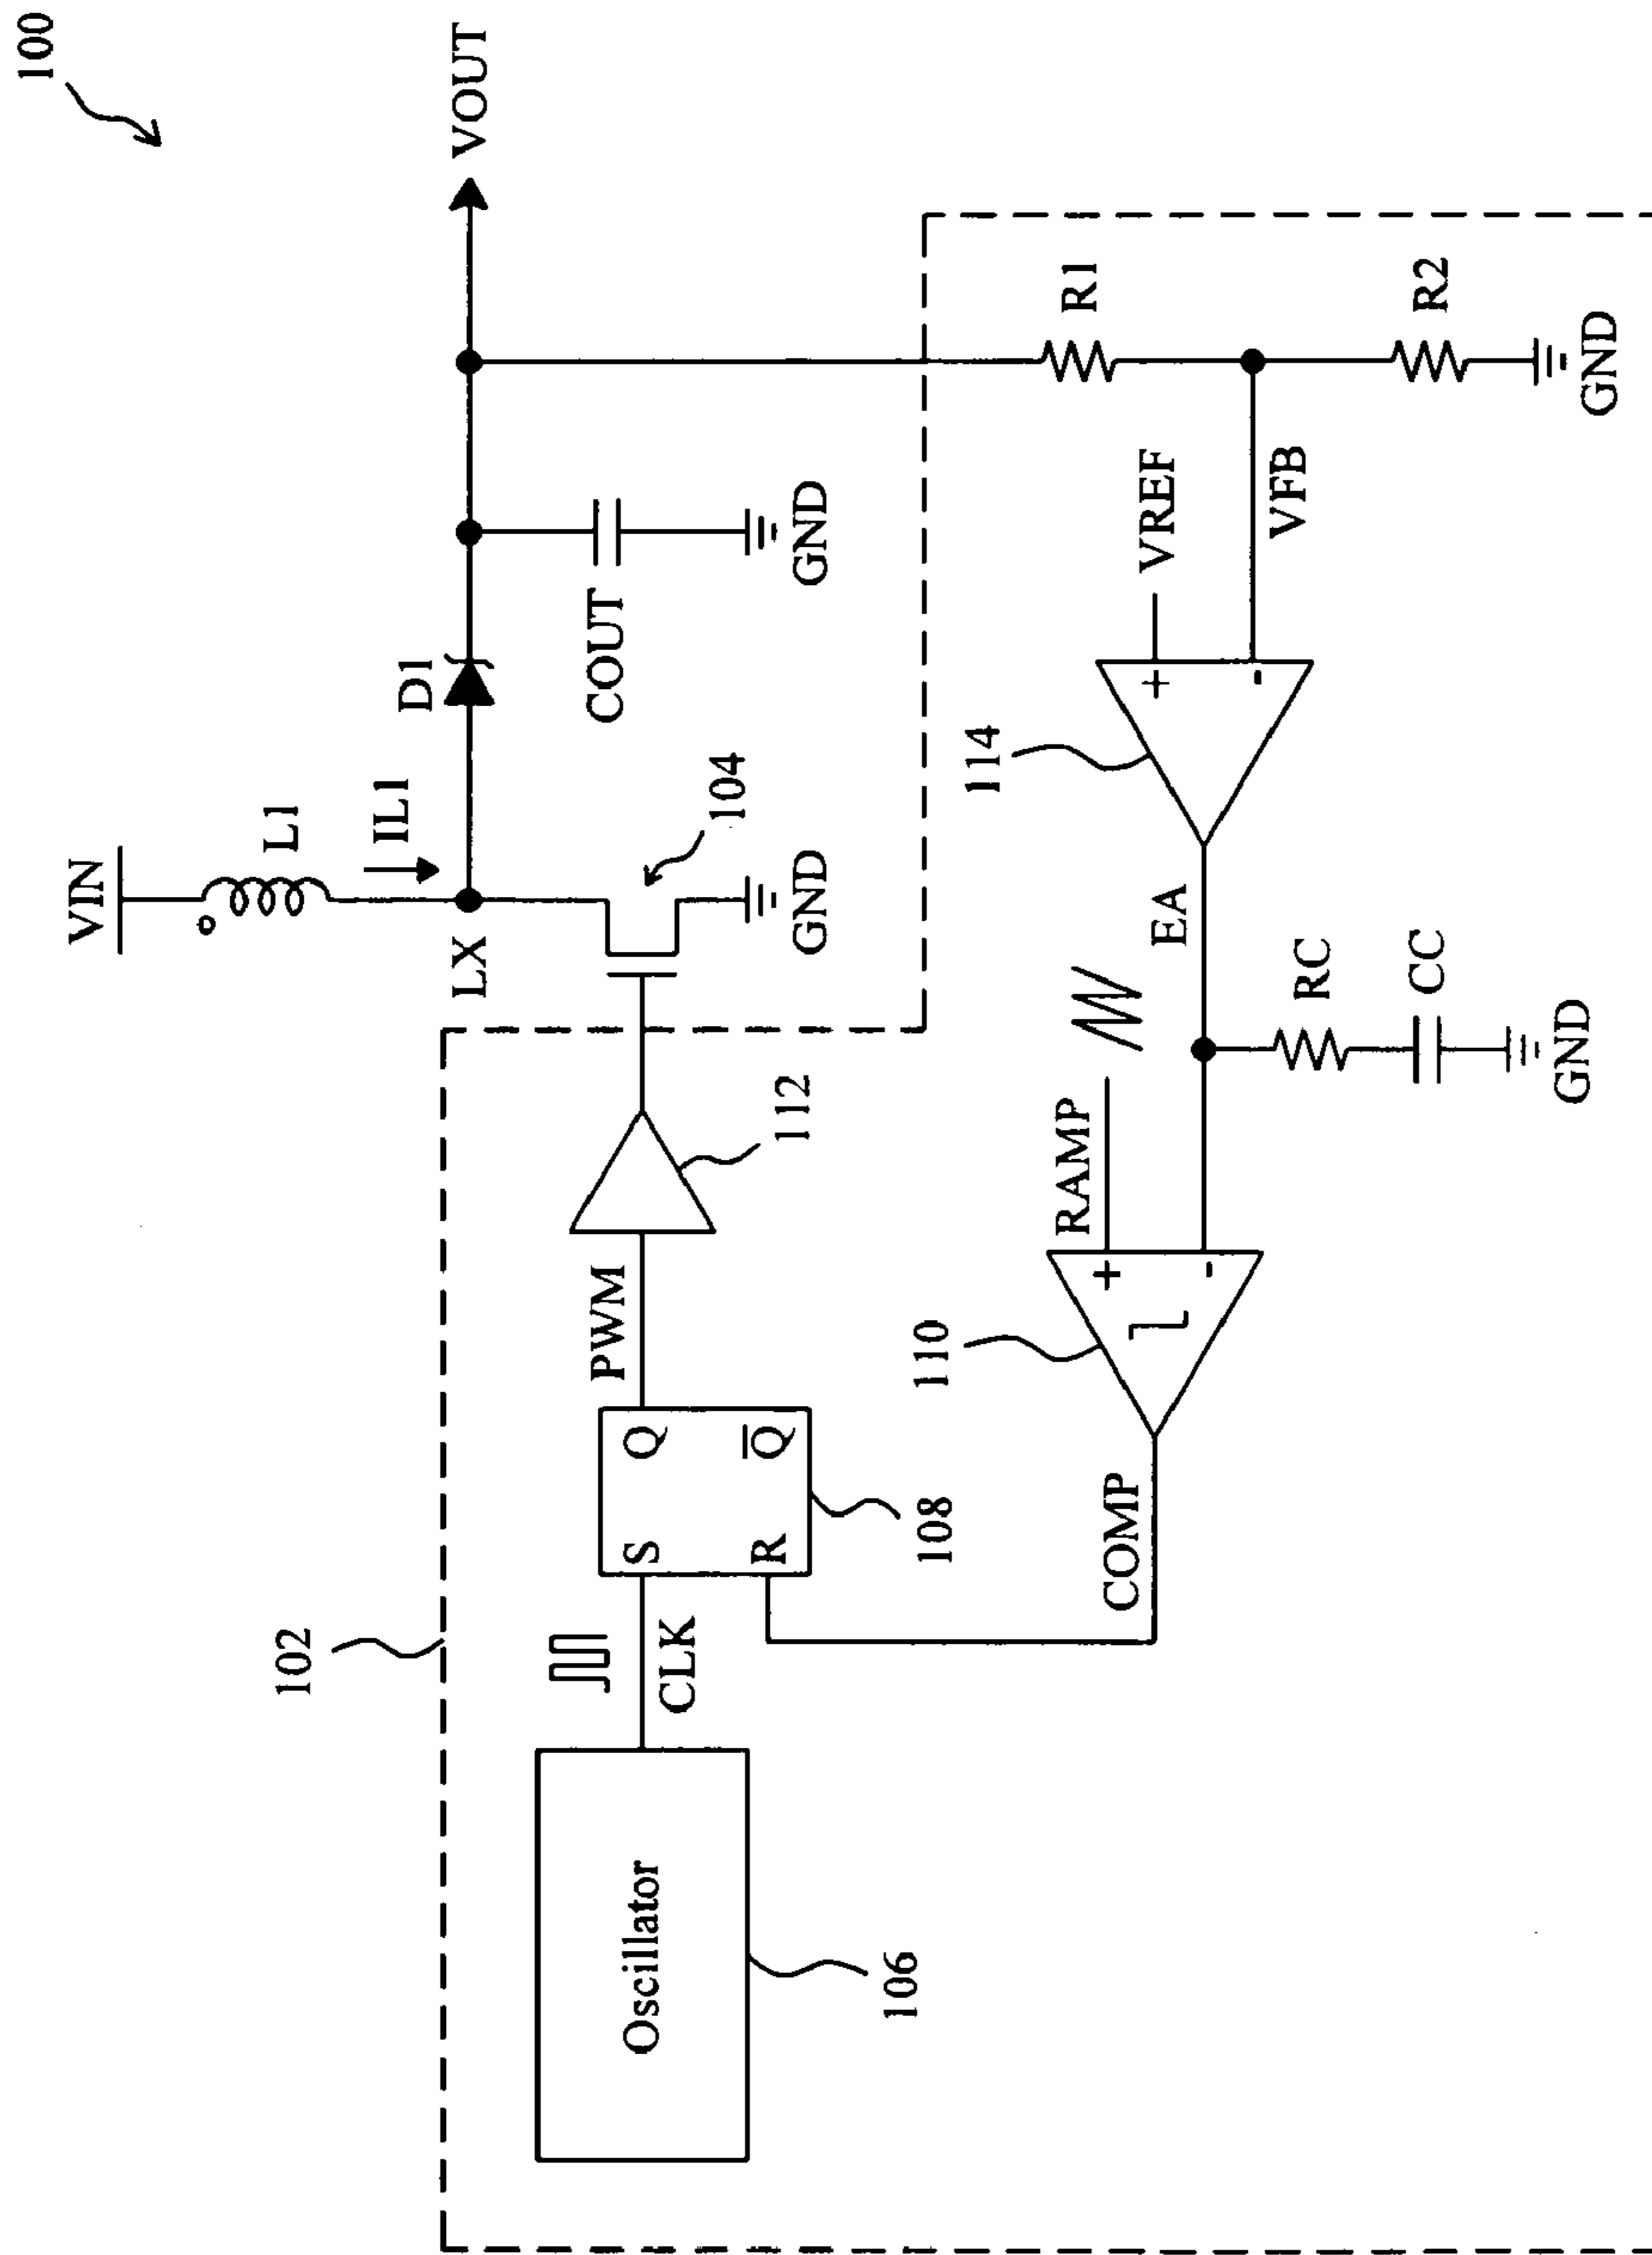 100
VIN
L1
IL1
D1
VOUT
LX
COUT
104
GND
GND
102
PWM
S
Q
R
Q̅
CLK
112
Oscillator
106
108
110
114
R1
RAMP
EA
VREF
+
-
+
-
VFB
COMP
RC
CC
R2
GND
GND